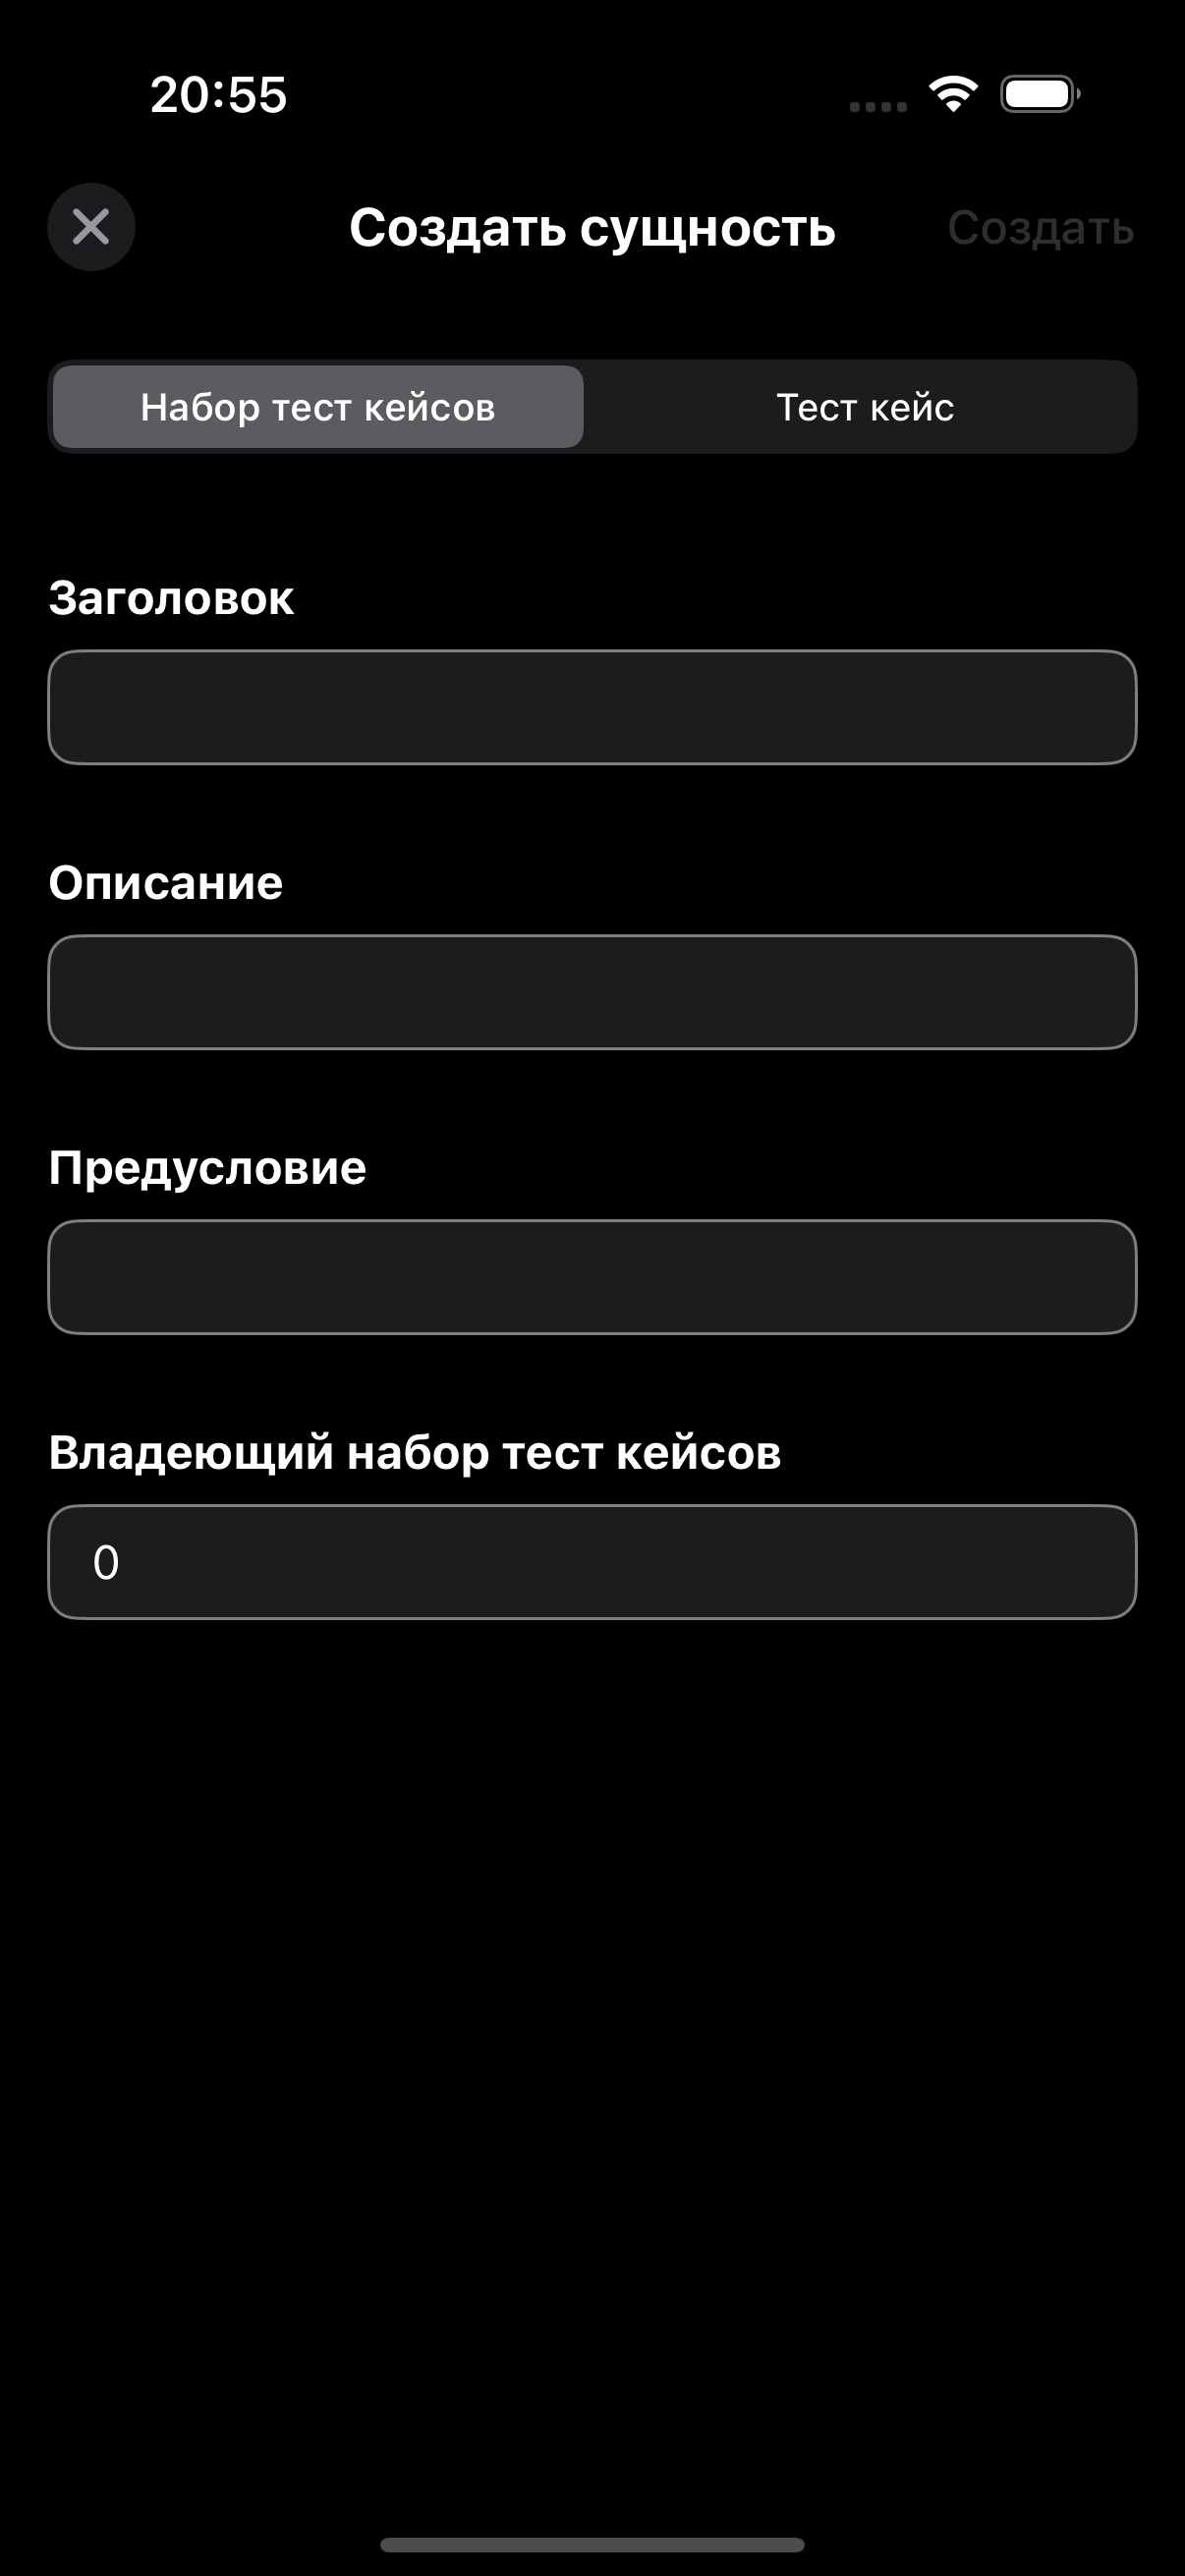 20:55
Создать сущность
Создать
Набор тест кейсов
Тест кейс
Заголовок
Описание
Предусловие
Владеющий набор тест кейсов
0